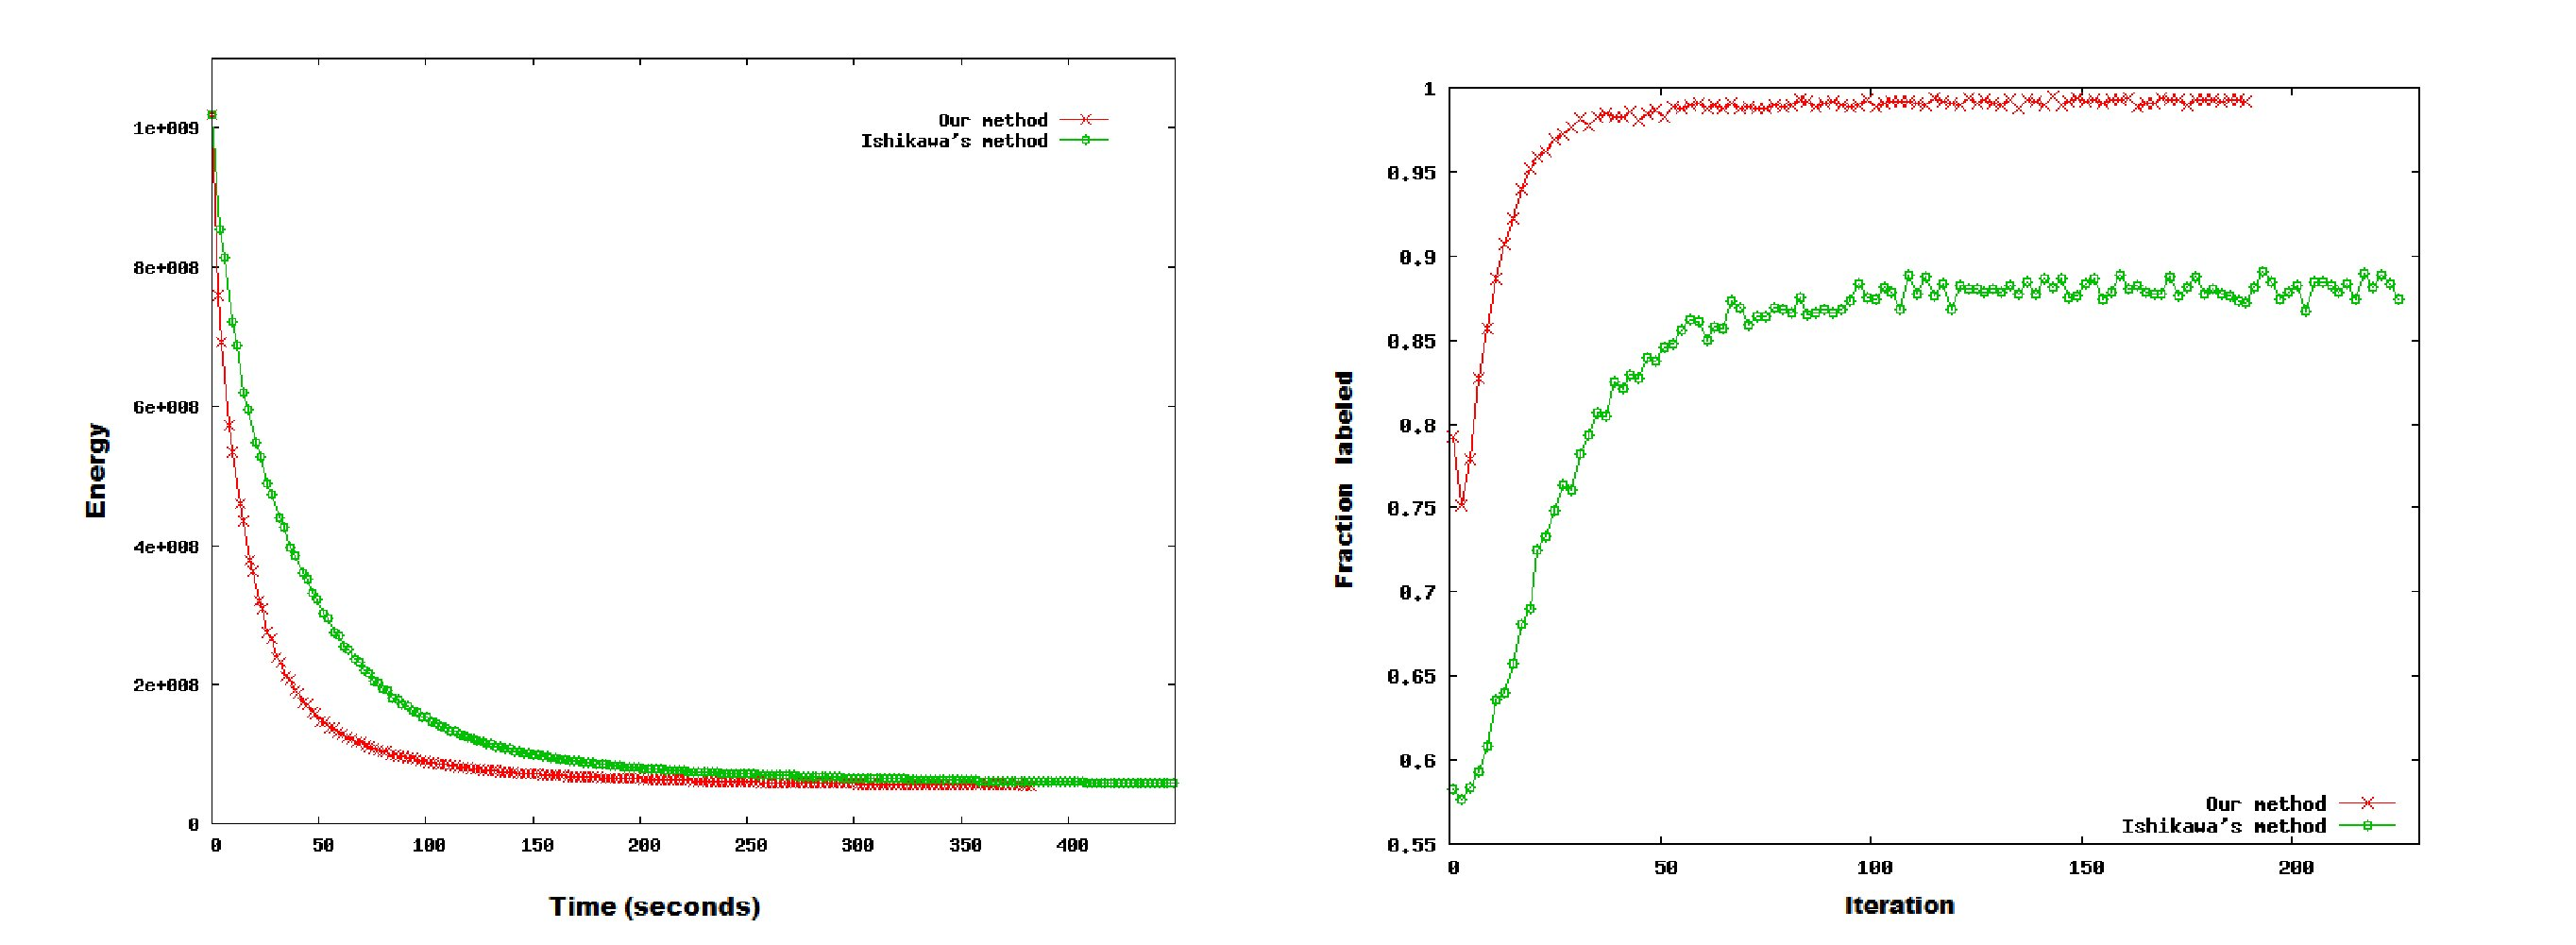 1e+009
8e+008
6e+008
4e+008
2e+008
0
Energy
Our method
Ishikawa's method
0 50 100 150 200 250 300 350 400
Time (seconds)
1
0.95
0.9
0.85
0.8
0.75
0.7
0.65
0.6
0.55
Fraction labeled
Our method
Ishikawa's method
0 50 100 150 200
Iteration